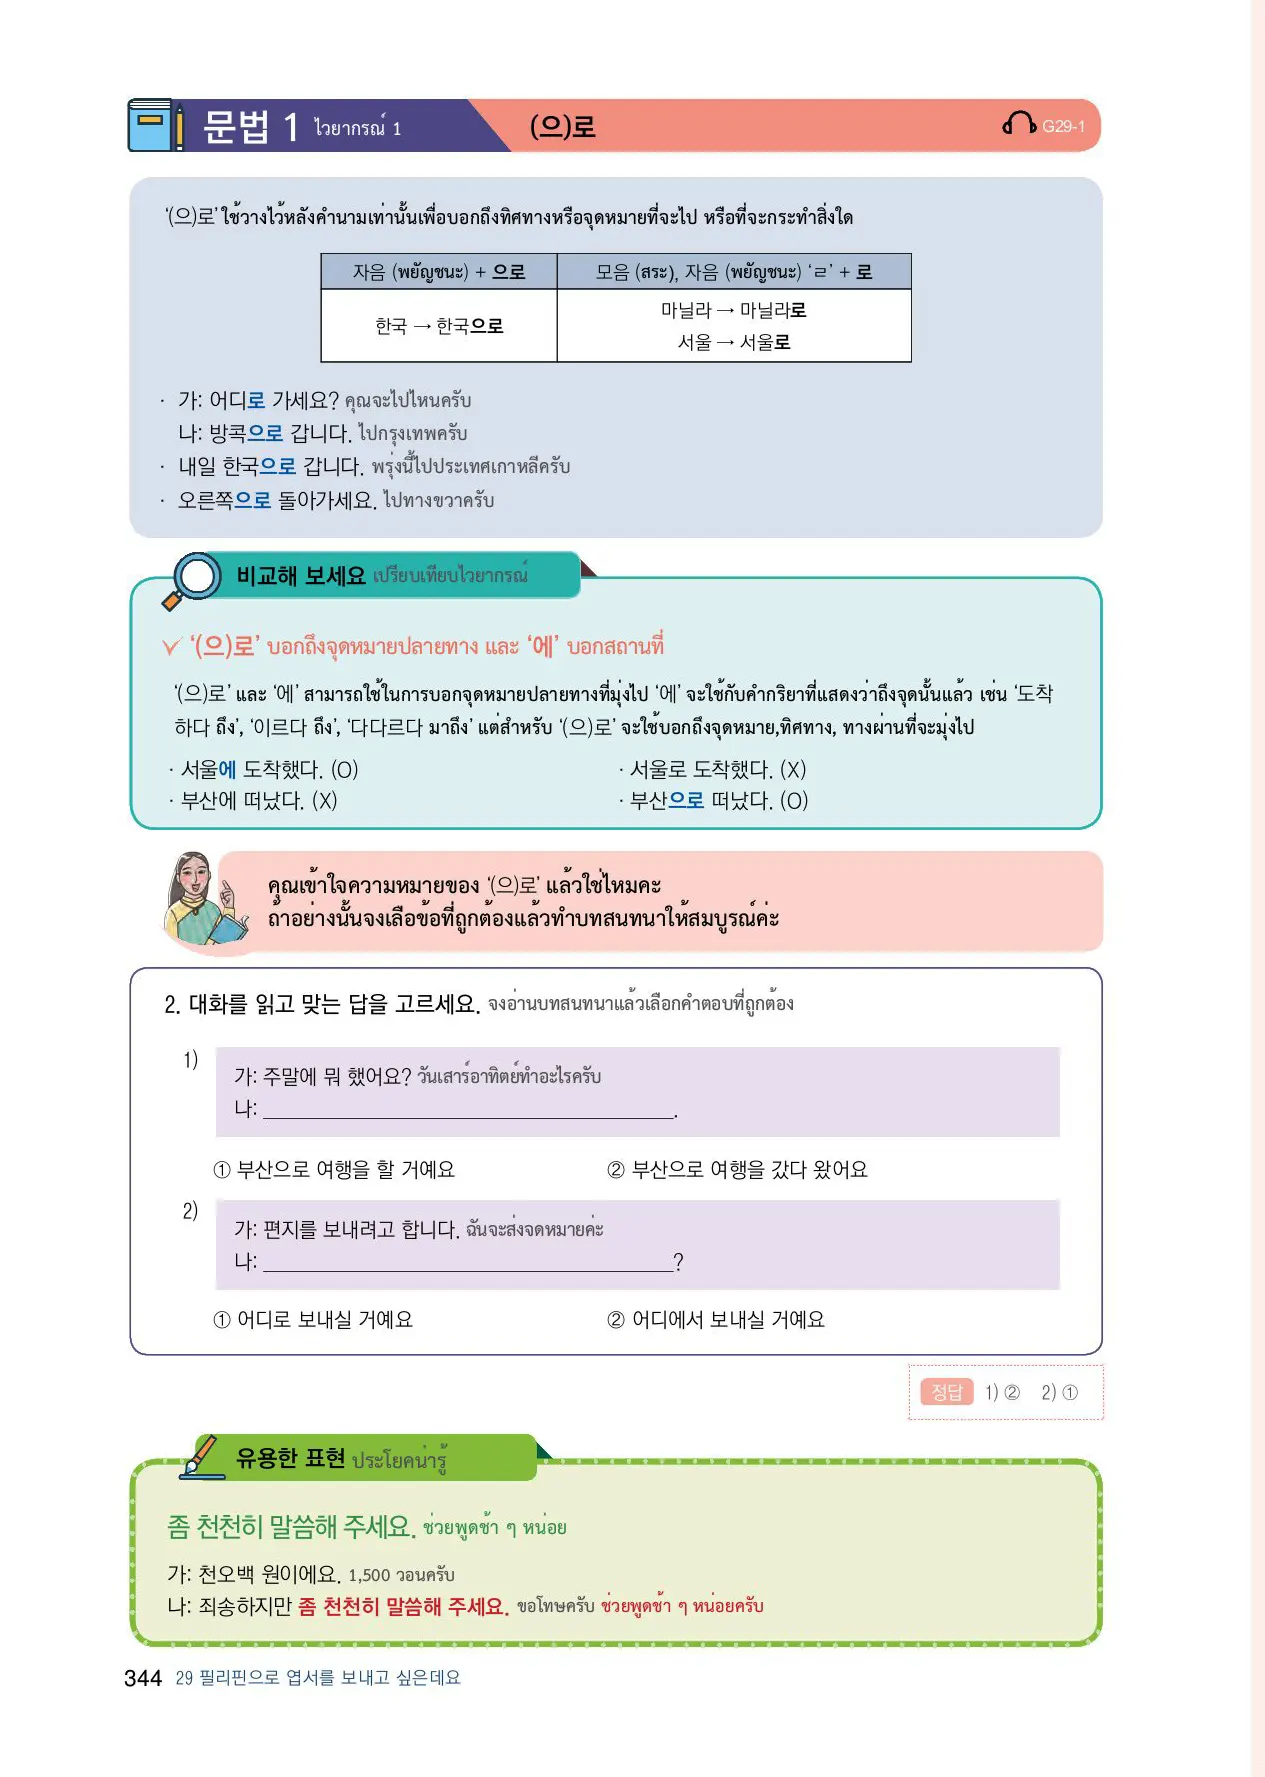 문법 1 ไวยากรณ์ 1 (으)로 G29-1
‘(으)로’ ใช้วางไว้หลังคำนามเท่านั้นเพื่อบอกถึงทิศทางหรือจุดหมายที่จะไป หรือที่จะกระทำสิ่งใด
자음 (พยัญชนะ) + 으로 모음 (สระ), 자음 (พยัญชนะ) ‘ㄹ’ + 로
한국 → 한국으로 마닐라 → 마닐라로
서울 → 서울로
· 가: 어디로 가세요? คุณจะไปไหนครับ
나: 방콕으로 갑니다. ไปกรุงเทพครับ
· 내일 한국으로 갑니다. พรุ่งนี้ไปประเทศเกาหลีครับ
· 오른쪽으로 돌아가세요. ไปทางขวาครับ
비교해 보세요 เปรียบเทียบไวยากรณ์
‘(으)로’ บอกถึงจุดหมายปลายทาง และ ‘에’ บอกสถานที่
‘(으)로’ และ ‘에’ สามารถใช้ในการบอกจุดหมายปลายทางที่มุ่งไป ‘에’ จะใช้กับคำกริยาที่แสดงว่าถึงจุดนั้นแล้ว เช่น ‘도착
하다 ถึง’, ‘이르다 ถึง’, ‘다다르다 มาถึง’ แต่สำหรับ ‘(으)로’ จะใช้บอกถึงจุดหมาย,ทิศทาง, ทางผ่านที่จะมุ่งไป
· 서울에 도착했다. (O) · 서울로 도착했다. (X)
· 부산에 떠났다. (X) · 부산으로 떠났다. (O)
คุณเข้าใจความหมายของ ‘(으)로’ แล้วใช่ไหมคะ
ถ้าอย่างนั้นจงเลือข้อที่ถูกต้องแล้วทำบทสนทนาให้สมบูรณ์ค่ะ
2. 대화를 읽고 맞는 답을 고르세요. จงอ่านบทสนทนาแล้วเลือกคำตอบที่ถูกต้อง
1) 가: 주말에 뭐 했어요? วันเสาร์อาทิตย์ทำอะไรครับ
나: ____________________.
① 부산으로 여행을 할 거예요 ② 부산으로 여행을 갔다 왔어요
2) 가: 편지를 보내려고 합니다. ฉันจะส่งจดหมายค่ะ
나: ____________________?
① 어디로 보내실 거예요 ② 어디에서 보내실 거예요
정답 1) ② 2) ①
유용한 표현 ประโยคน่ารู้
좀 천천히 말씀해 주세요. ช่วยพูดช้า ๆ หน่อย
가: 천오백 원이에요. 1,500 วอนครับ
나: 죄송하지만 좀 천천히 말씀해 주세요. ขอโทษครับ ช่วยพูดช้า ๆ หน่อยครับ
344 29 필리핀으로 엽서를 보내고 싶은데요